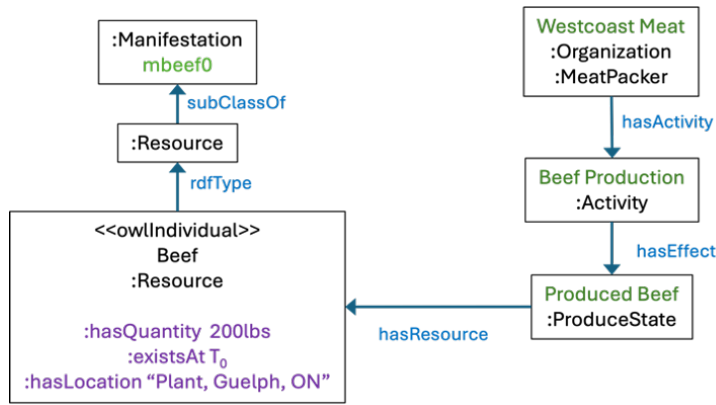 :Manifestation
mbeef0
subClassOf
:Resource
rdfType
<<owlIndividual>>
Beef
:Resource
:hasQuantity 200lbs
:existsAt T₀
:hasLocation “Plant, Guelph, ON”
Westcoast Meat
:Organization
:MeatPacker
hasActivity
Beef Production
:Activity
hasEffect
Produced Beef
:ProduceState
hasResource